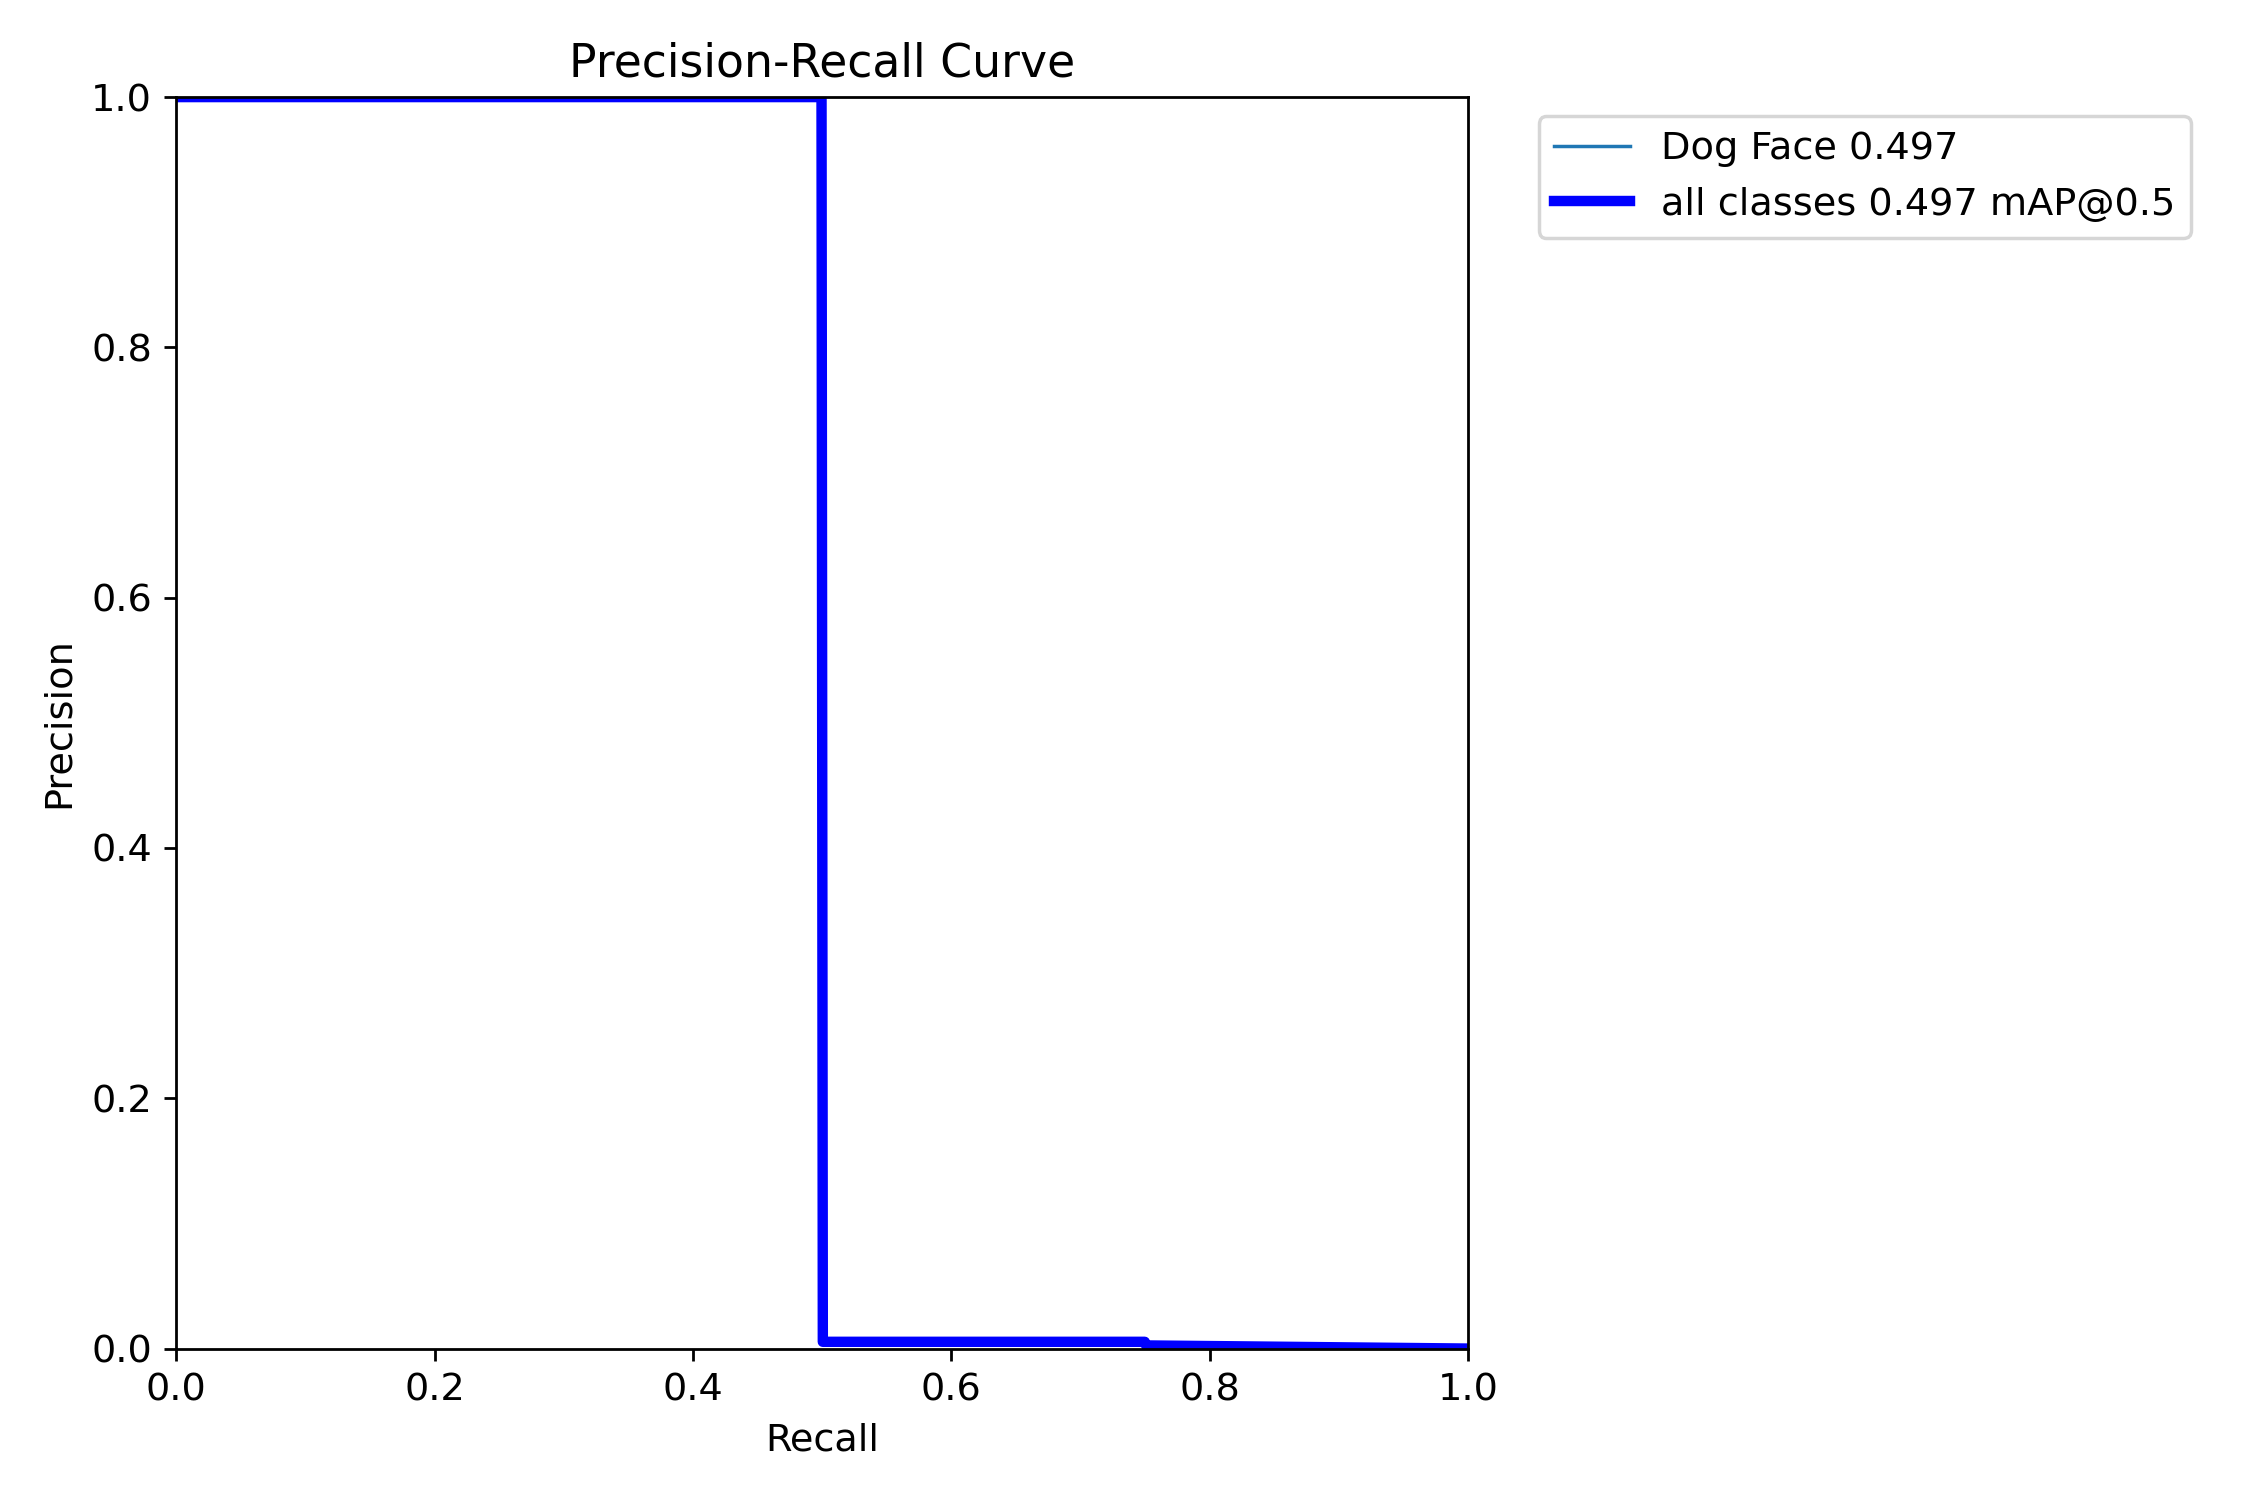 Precision-Recall Curve
1.0
0.8
0.6
0.4
0.2
0.0
Precision
0.0 0.2 0.4 0.6 0.8 1.0
Recall
Dog Face 0.497
all classes 0.497 mAP@0.5